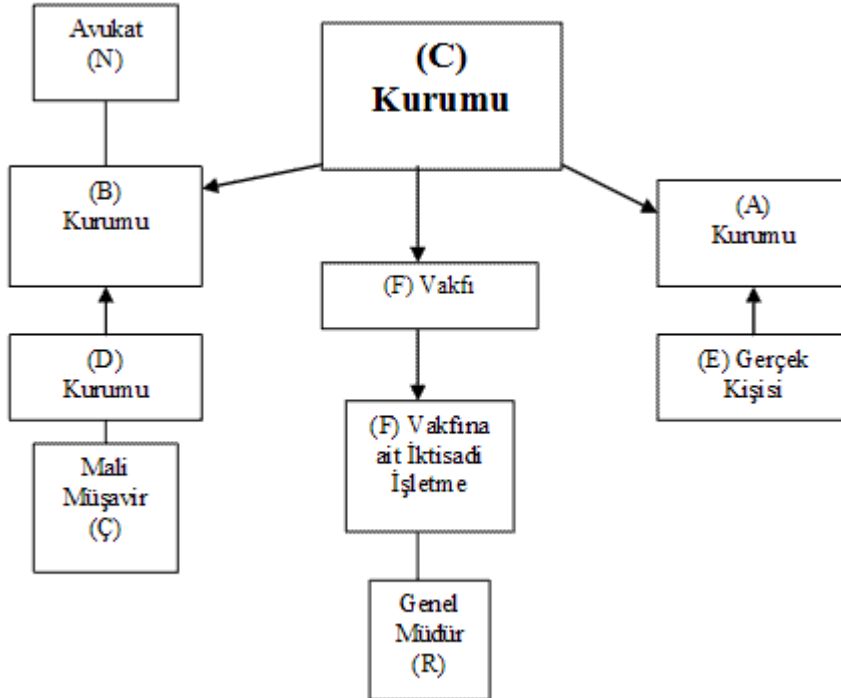 Avukat
(N)
(C)
Kurumu
(B)
Kurumu
(A)
Kurumu
(F) Vakfı
(D)
Kurumu
(E) Gerçek
Kişisi
(F) Vakfına
ait İktisadi
İşletme
Mali
Müşavir
(Ç)
Genel
Müdür
(R)